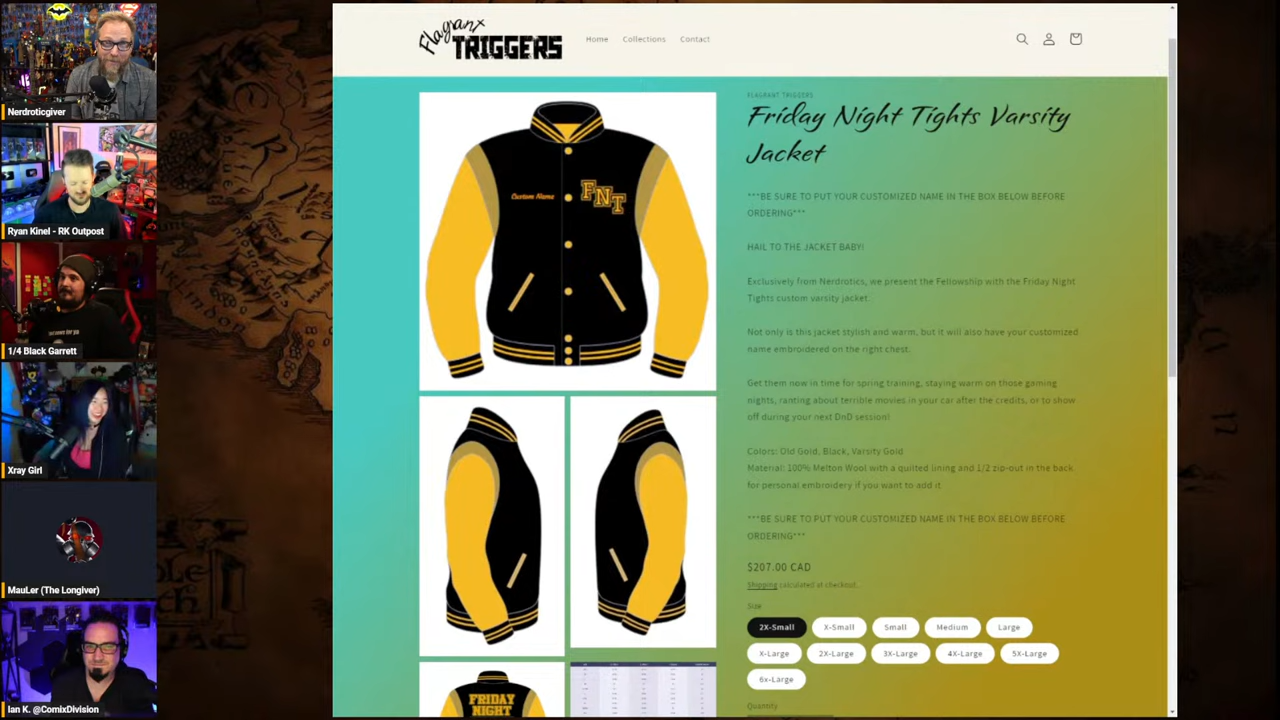 Nerdroticgiver
Ryan Kinel - RK Outpost
1/4 Black Garrett
Xray Girl
MauLer (The Longiver)
Ian K. @ComixDivision
Flagrant
TRIGGERS
Home
Collections
Contact
Custom Name
FNT
FRIDAY
NIGHT
FLAGRANT TRIGGERS
Friday Night Tights Varsity
Jacket
***BE SURE TO PUT YOUR CUSTOMIZED NAME IN THE BOX BELOW BEFORE
ORDERING***
HAIL TO THE JACKET BABY!
Exclusively from Nerdrotics, we present the Fellowship with the Friday Night
Tights custom varsity jacket.
Not only is this jacket stylish and warm, but it will also have your customized
name embroidered on the right chest.
Get them now in time for spring training, staying warm on those gaming
nights, ranting about terrible movies in your car after the credits, or to show
off during your next DnD session!
Colors: Old Gold, Black, Varsity Gold
Material: 100% Melton Wool with a quilted lining and 1/2 zip-out in the back
for personal embroidery if you want to add it
***BE SURE TO PUT YOUR CUSTOMIZED NAME IN THE BOX BELOW BEFORE
ORDERING***
$207.00 CAD
Shipping calculated at checkout.
Size
2X-Small
X-Small
Small
Medium
Large
X-Large
2X-Large
3X-Large
4X-Large
5X-Large
6x-Large
Quantity